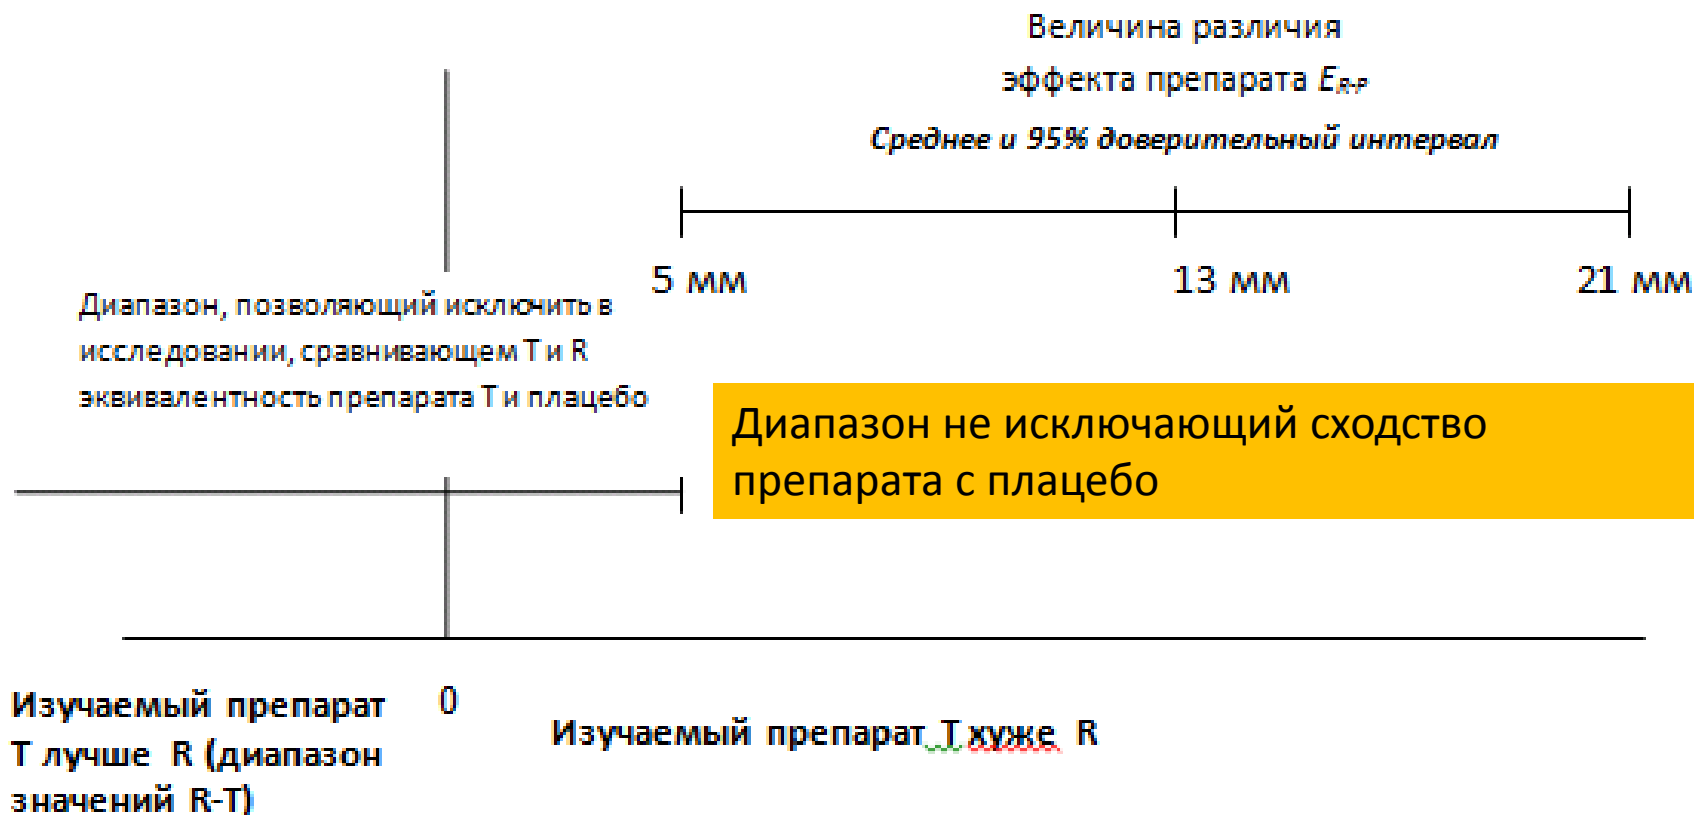 Величина различия
эффекта препарата E R-P
Среднее и 95% доверительный интервал
5 мм
13 мм
21 мм
Диапазон, позволяющий исключить в
исследовании, сравнивающем Т и R
эквивалентность препарата Т и плацебо
Диапазон не исключающий сходство
препарата с плацебо
Изучаемый препарат
Т лучше R (диапазон
значений R-T)
0
Изучаемый препарат Т хуже R